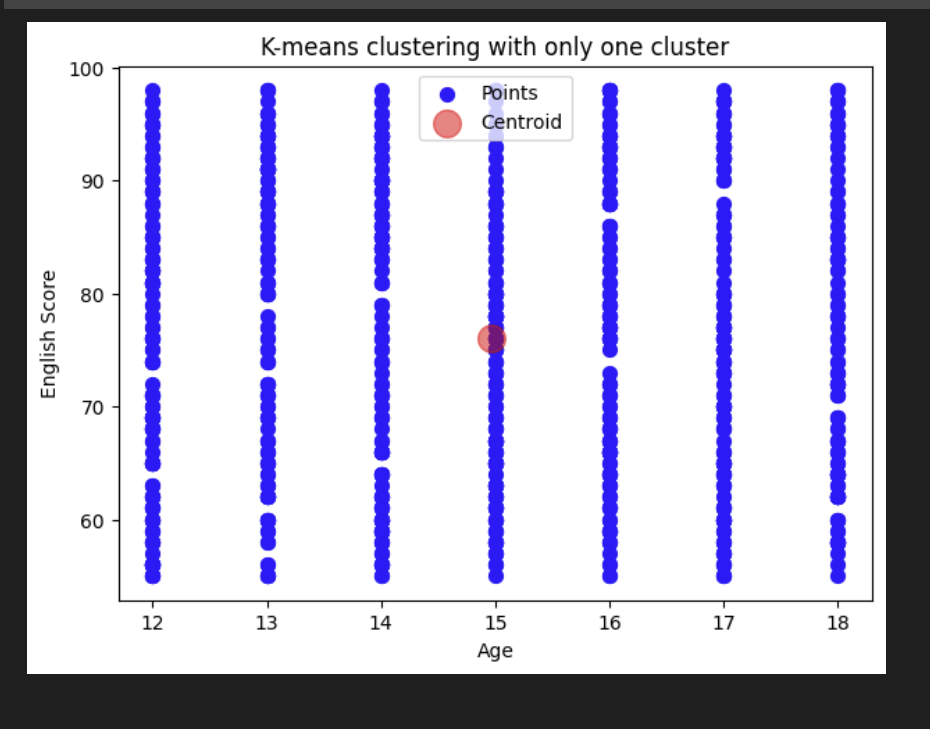 K-means clustering with only one cluster
100
90
80
70
60
English Score
Points
Centroid
12 13 14 15 16 17 18
Age